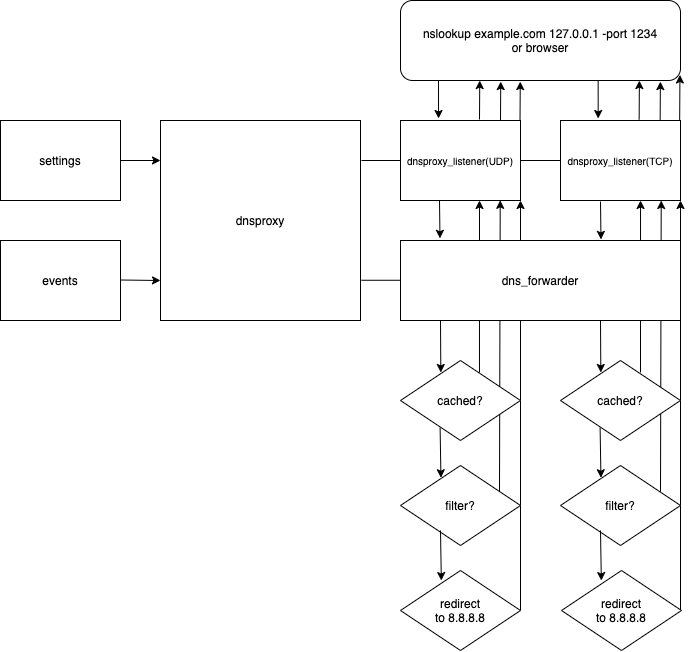 nslookup example.com 127.0.0.1 -port 1234
or browser
settings
dnsproxy
dnsproxy_listener(UDP)
dnsproxy_listener(TCP)
events
dns_forwarder
cached?
cached?
filter?
filter?
redirect
to 8.8.8.8
redirect
to 8.8.8.8